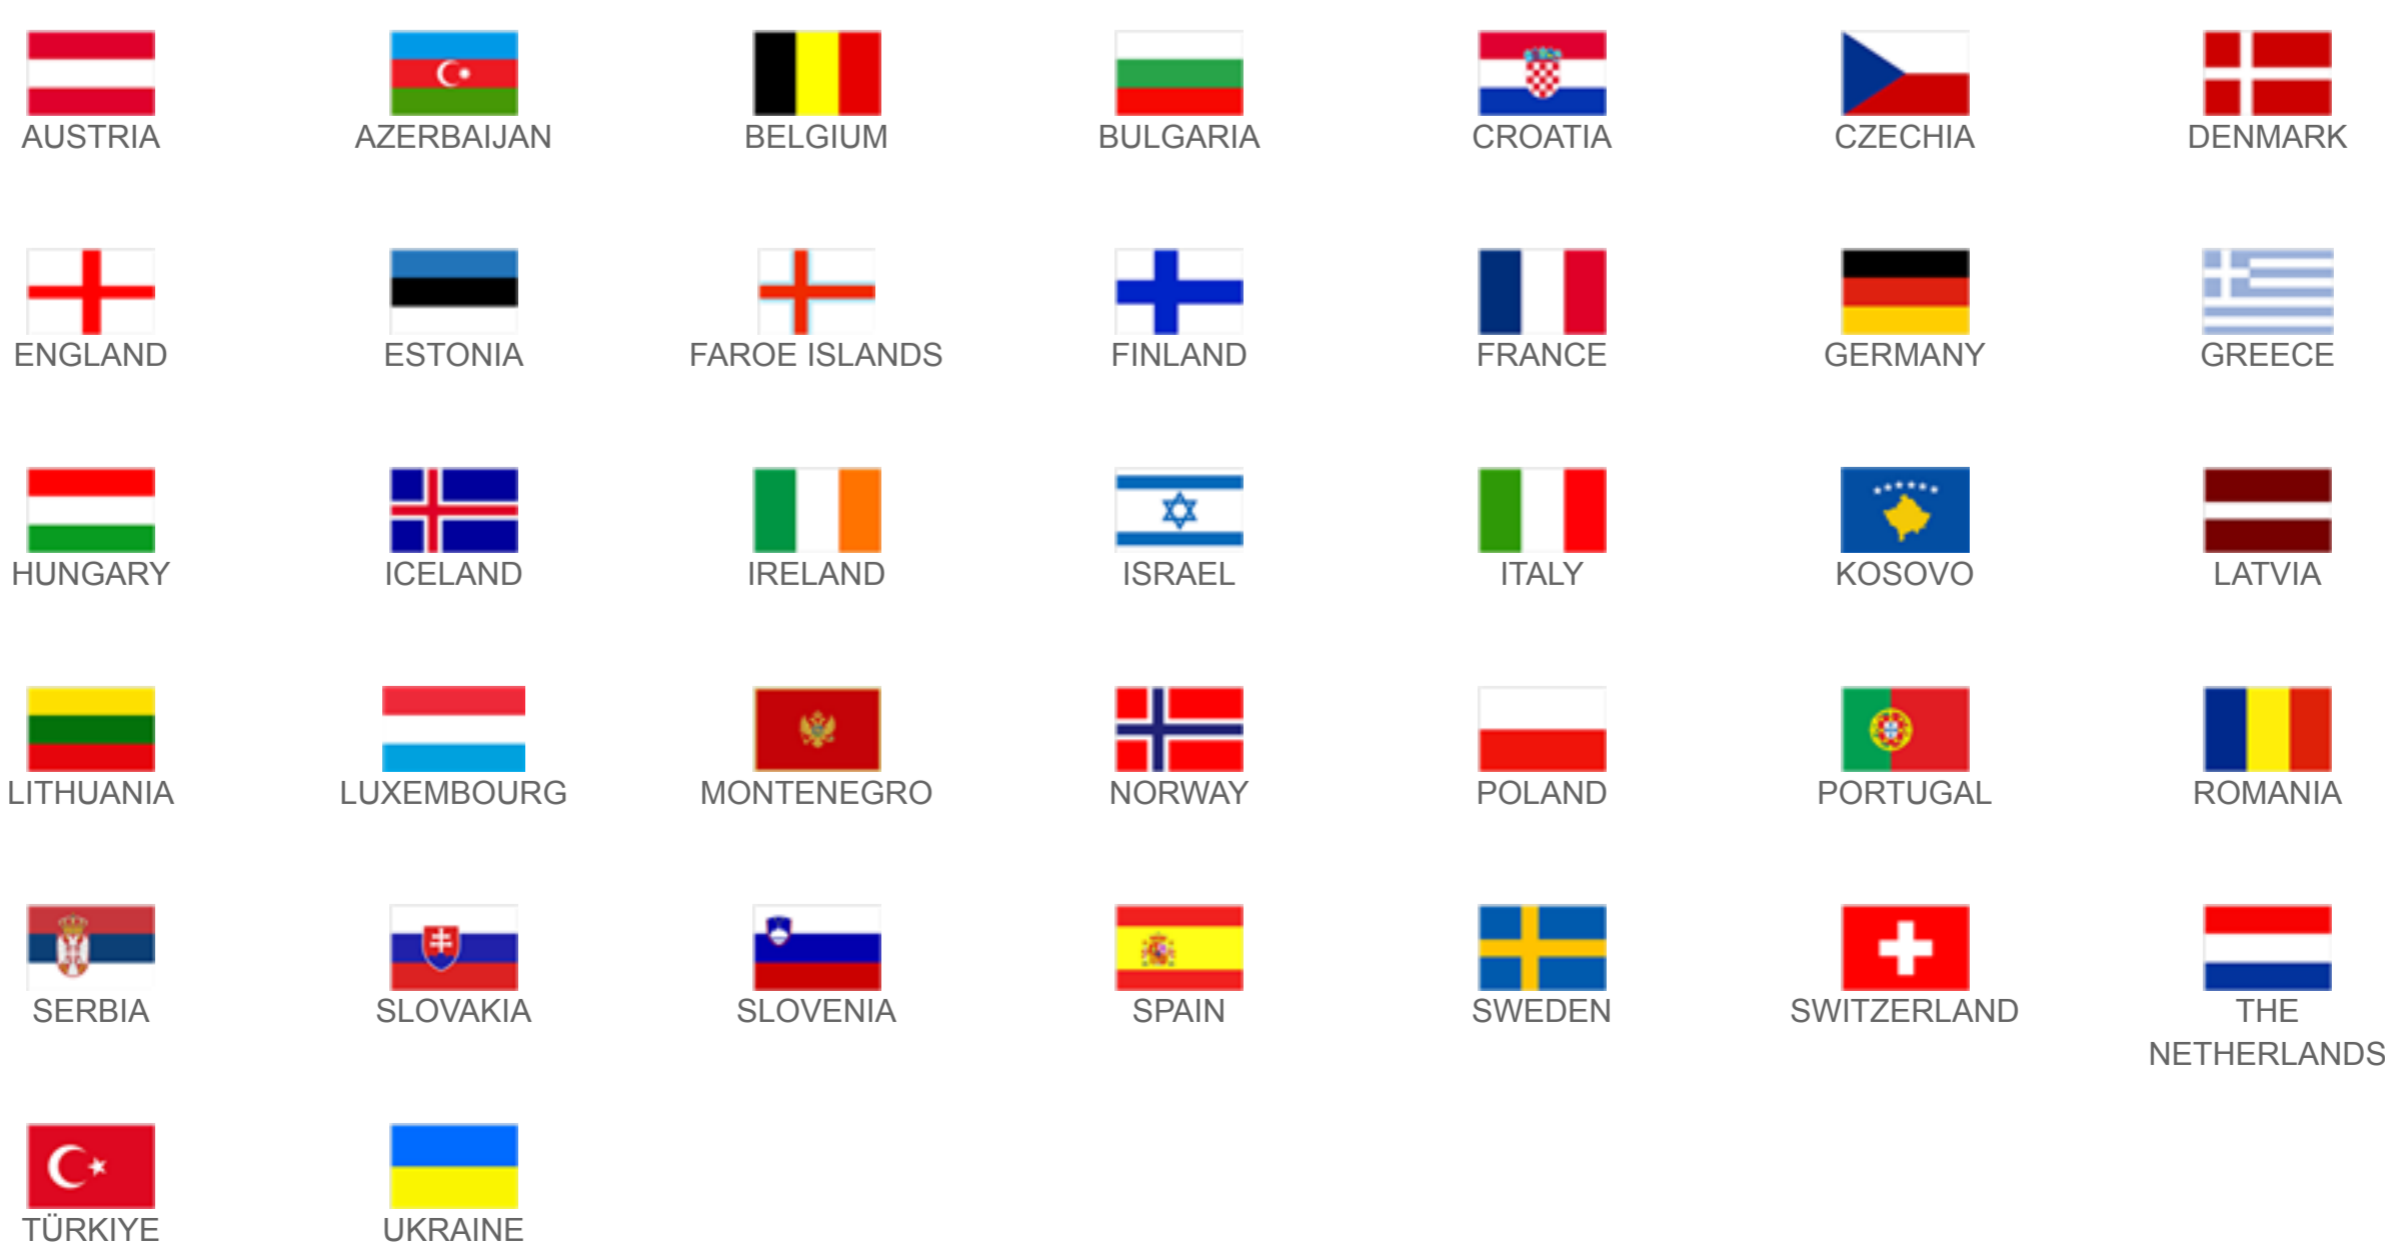 AUSTRIA
AZERBAIJAN
BELGIUM
BULGARIA
CROATIA
CZECHIA
DENMARK
ENGLAND
ESTONIA
FAROE ISLANDS
FINLAND
FRANCE
GERMANY
GREECE
HUNGARY
ICELAND
IRELAND
ISRAEL
ITALY
KOSOVO
LATVIA
LITHUANIA
LUXEMBOURG
MONTENEGRO
NORWAY
POLAND
PORTUGAL
ROMANIA
SERBIA
SLOVAKIA
SLOVENIA
SPAIN
SWEDEN
SWITZERLAND
THE
NETHERLANDS
TÜRKIYE
UKRAINE